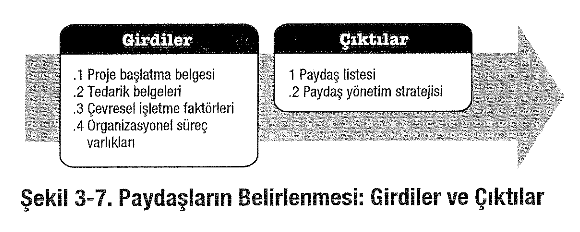 Girdiler
.1 Proje başlatma belgesi
.2 Tedarik belgeleri
.3 Çevresel işletme faktörleri
.4 Organizasyonel süreç
varlıkları
Çıktılar
1 Paydaş listesi
.2 Paydaş yönetim stratejisi
Şekil 3-7. Paydaşların Belirlenmesi: Girdiler ve Çıktılar